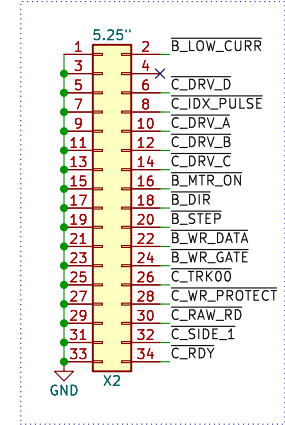 5.25"
1 2 B_LOW_CURR
3 4
5 6 C_DRV_D
7 8 C_IDX_PULSE
9 10 C_DRV_A
11 12 C_DRV_B
13 14 C_DRV_C
15 16 B_MTR_ON
17 18 B_DIR
19 20 B_STEP
21 22 B_WR_DATA
23 24 B_WR_GATE
25 26 C_TRK00
27 28 C_WR_PROTECT
29 30 C_RAW_RD
31 32 C_SIDE_1
33 34 C_RDY
GND X2